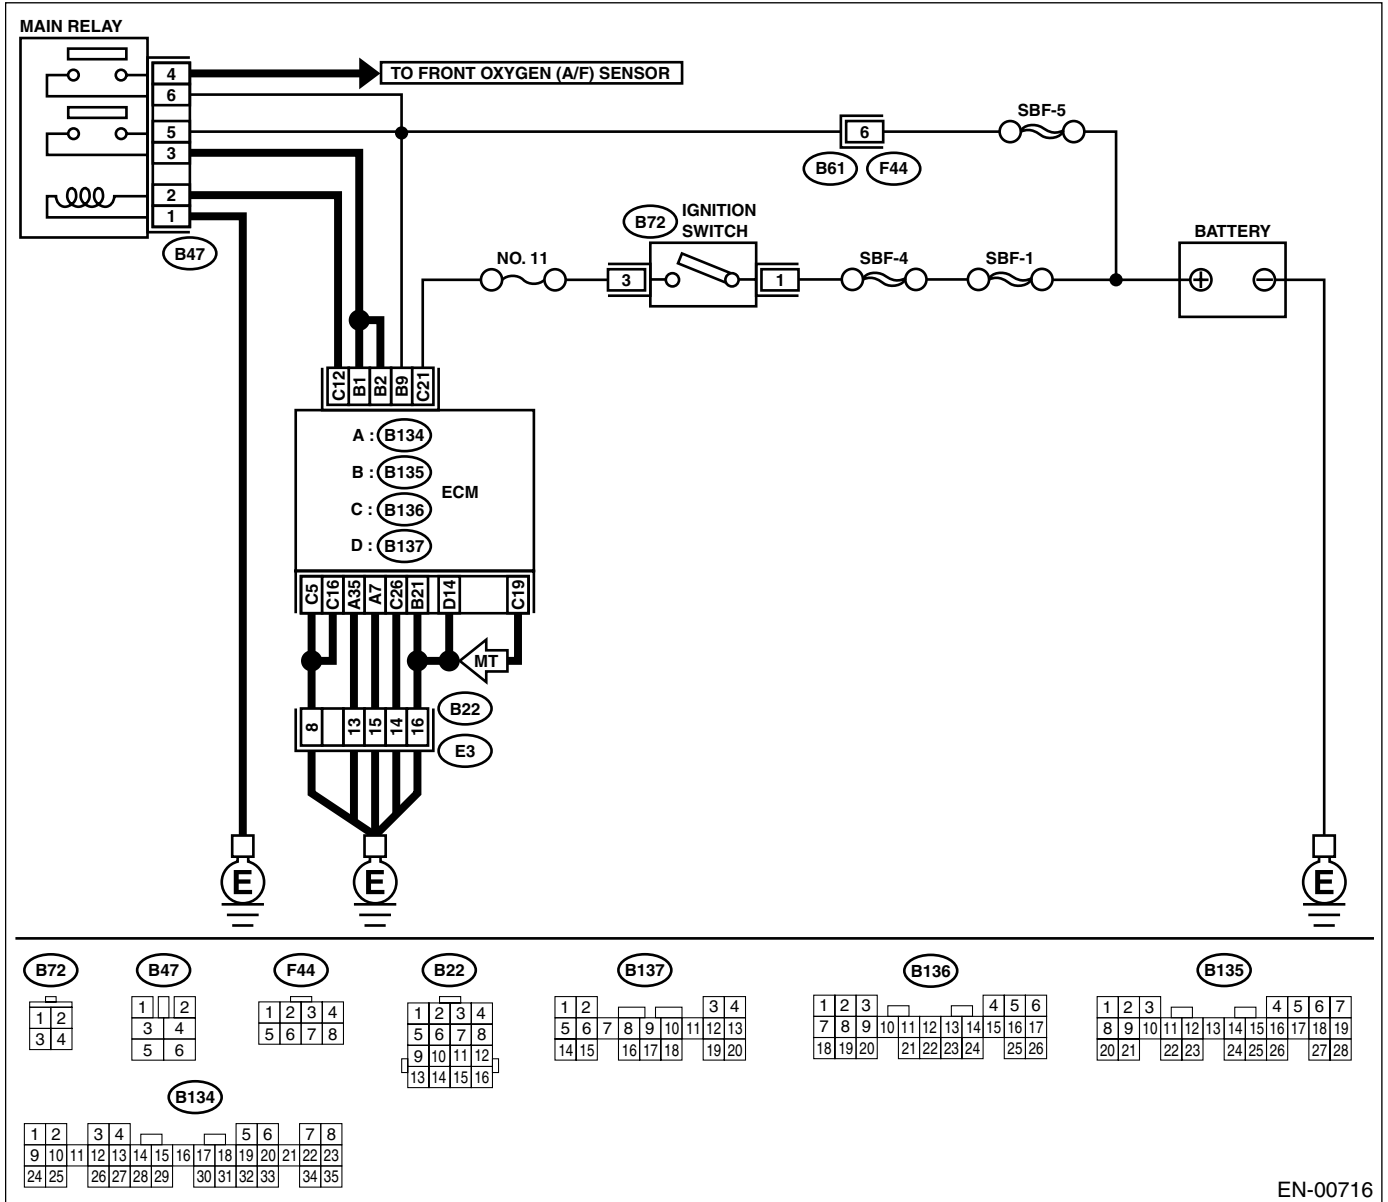 MAIN RELAY
4
TO FRONT OXYGEN (A/F) SENSOR
6
5
3
2
1
B47
6
B61
F44
SBF-5
B72
IGNITION
SWITCH
NO. 11
3
1
SBF-4
SBF-1
BATTERY
C12
B1
B2
B9
C21
A : B134
B : B135
C : B136
D : B137
ECM
C5
C16
A35
A7
C26
B21
D14
C19
MT
8
13
15
14
16
B22
E3
E
E
E
B72
1 2
3 4
B47
1 2
3 4
5 6
F44
1 2 3 4
5 6 7 8
B22
1 2 3 4
5 6 7 8
9 10 11 12
13 14 15 16
B137
1 2 3 4
5 6 7 8 9 10 11 12 13
14 15 16 17 18 19 20
B136
1 2 3 4 5 6
7 8 9 10 11 12 13 14 15 16 17
18 19 20 21 22 23 24 25 26
B135
1 2 3 4 5 6 7
8 9 10 11 12 13 14 15 16 17 18 19
20 21 22 23 24 25 26 27 28
B134
1 2 3 4 5 6 7 8
9 10 11 12 13 14 15 16 17 18 19 20 21 22 23
24 25 26 27 28 29 30 31 32 33 34 35
EN-00716